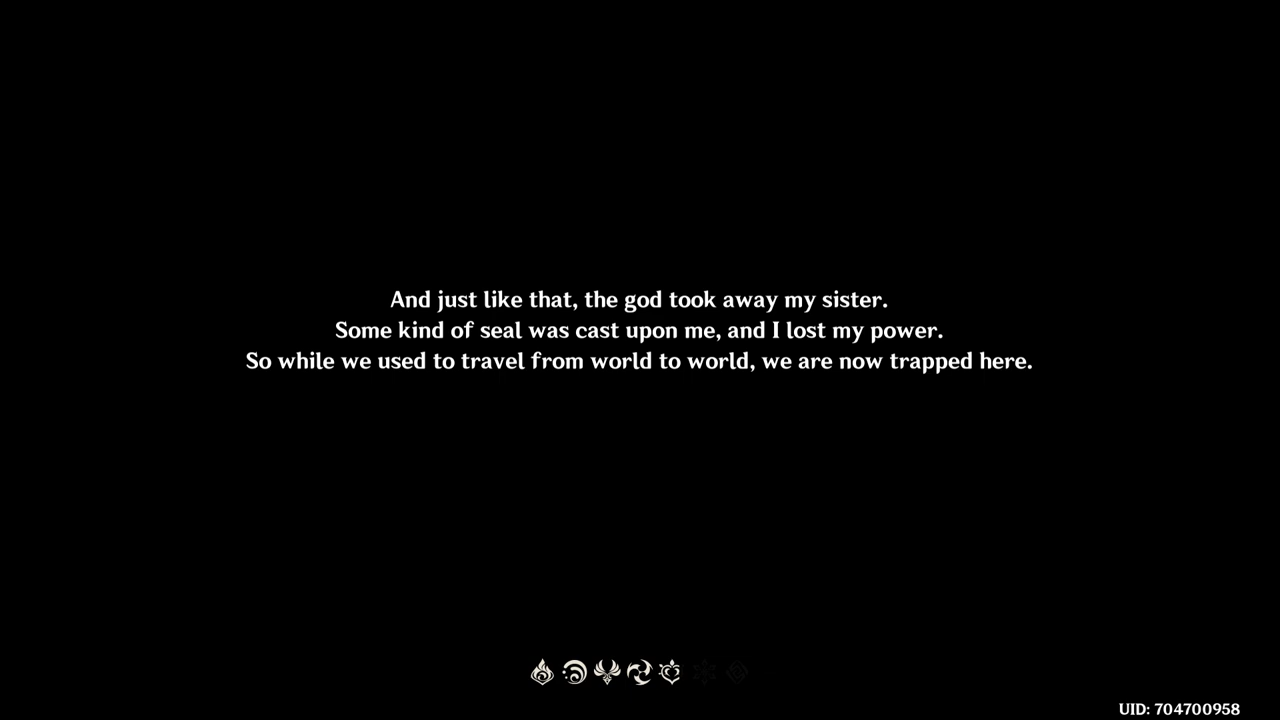 And just like that, the god took away my sister.
Some kind of seal was cast upon me, and I lost my power.
So while we used to travel from world to world, we are now trapped here.
UID: 704700958